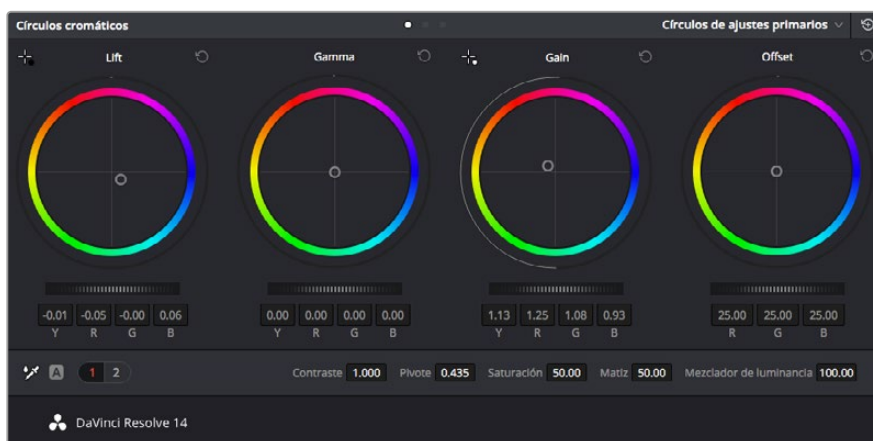 Círculos cromáticos Círculos de ajustes primarios
Lift Gamma Gain Offset
-0.01 -0.05 -0.00 0.06 0.00 0.00 0.00 0.00 1.13 1.25 1.08 0.93 25.00 25.00 25.00
Y R G B Y R G B Y R G B R G B
A 1 2 Contraste 1.000 Pivote 0.435 Saturación 50.00 Matiz 50.00 Mezclador de luminancia 100.00
DaVinci Resolve 14